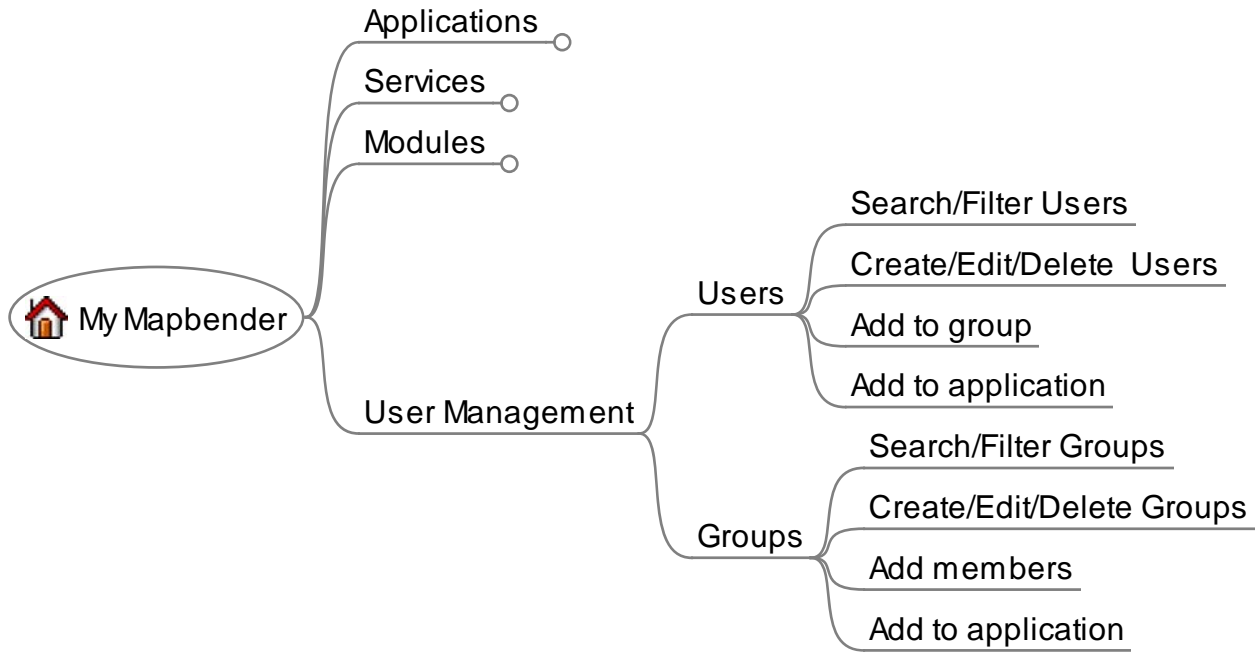 Applications
Services
Modules
My Mapbender
User Management
Users
Search/Filter Users
Create/Edit/Delete Users
Add to group
Add to application
Groups
Search/Filter Groups
Create/Edit/Delete Groups
Add members
Add to application